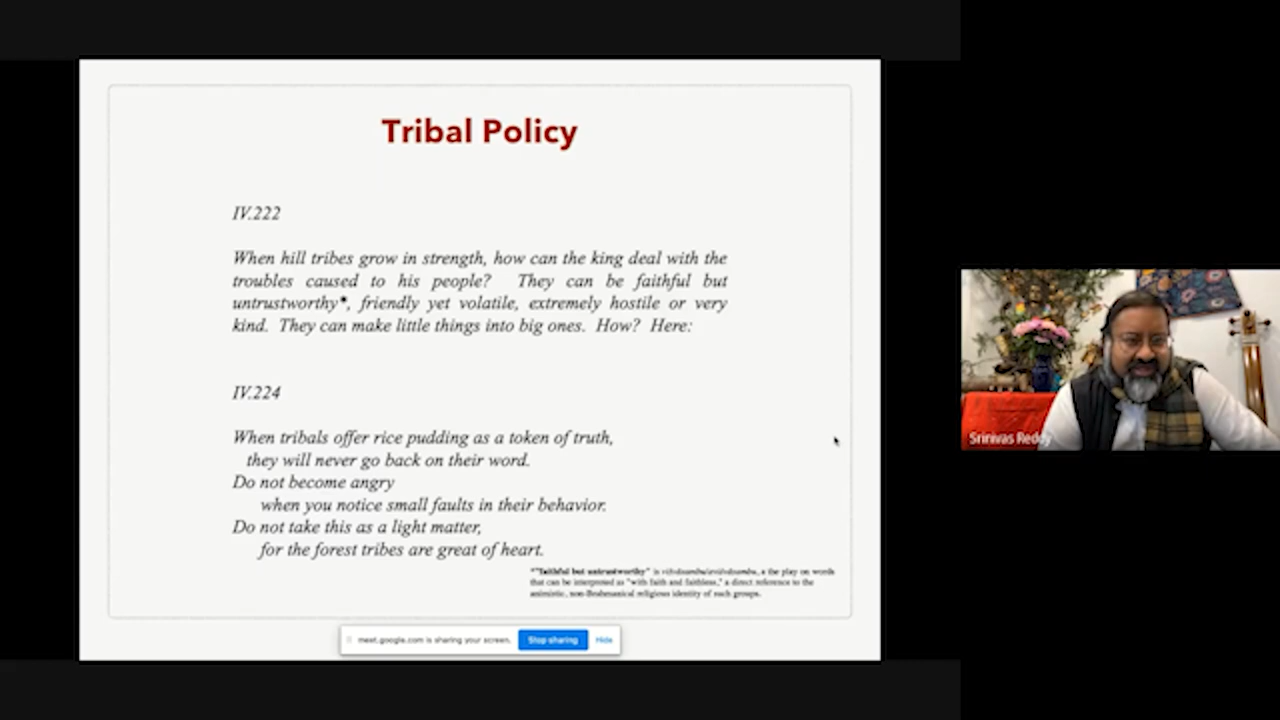 Tribal Policy
IV.222
When hill tribes grow in strength, how can the king deal with the
troubles caused to his people? They can be faithful but
untrustworthy*, friendly yet volatile, extremely hostile or very
kind. They can make little things into big ones. How? Here:
IV.224
When tribals offer rice pudding as a token of truth,
they will never go back on their word.
Do not become angry
when you notice small faults in their behavior.
Do not take this as a light matter,
for the forest tribes are great of heart.
*"Faithful but untrustworthy" is a the play on words
that can be interpreted as "with faith and faithless," a direct reference to the
animistic, non-Brahmanical religious identity of such groups.
meet.google.com is sharing your screen. Stop sharing Hide
Srinivas Reddy